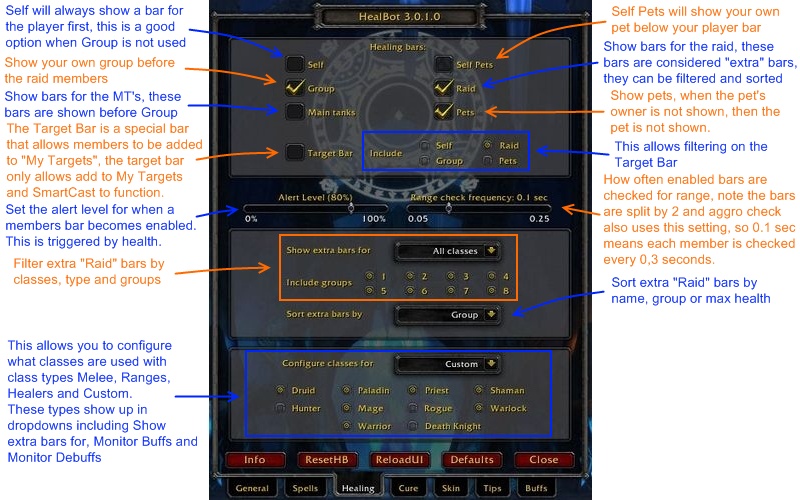 Self will always show a bar for
the player first, this is a good
option when Group is not used
Show your own group before
the raid members
Show bars for the MT's, these
bars are shown before Group
The Target Bar is a special bar
that allows members to be added
to "My Targets", the target bar
only allows add to My Targets
and SmartCast to function.
Set the alert level for when a
members bar becomes enabled.
This is triggered by health.
Filter extra "Raid" bars by
classes, type and groups
This allows you to configure
what classes are used with
class types Melee, Ranges,
Healers and Custom.
These types show up in
dropdowns including Show
extra bars for, Monitor Buffs and
Monitor Debuffs
HealBot 3.0.1.0
Healing bars:
Self
Self Pets
Group
Raid
Main tanks
Pets
Target Bar
Include
Self
Raid
Group
Pets
Alert Level (80%)
Range check frequency: 0.1 sec
0%
100%
0.05
0.25
Show extra bars for
All classes
Include groups
1
2
3
4
5
6
7
8
Sort extra bars by
Group
Configure classes for
Custom
Druid
Paladin
Priest
Shaman
Hunter
Mage
Rogue
Warlock
Warrior
Death Knight
Info
ResetHB
ReloadUI
Defaults
Close
General
Spells
Healing
Cure
Skin
Tips
Buffs
Self Pets will show your own
pet below your player bar
Show bars for the raid, these
bars are considered "extra" bars,
they can be filtered and sorted
Show pets, when the pet's
owner is not shown, then the
pet is not shown.
This allows filtering on the
Target Bar
How often enabled bars are
checked for range, note the bars
are split by 2 and aggro check
also uses this setting, so 0.1 sec
means each member is checked
every 0,3 seconds.
Sort extra "Raid" bars by
name, group or max health